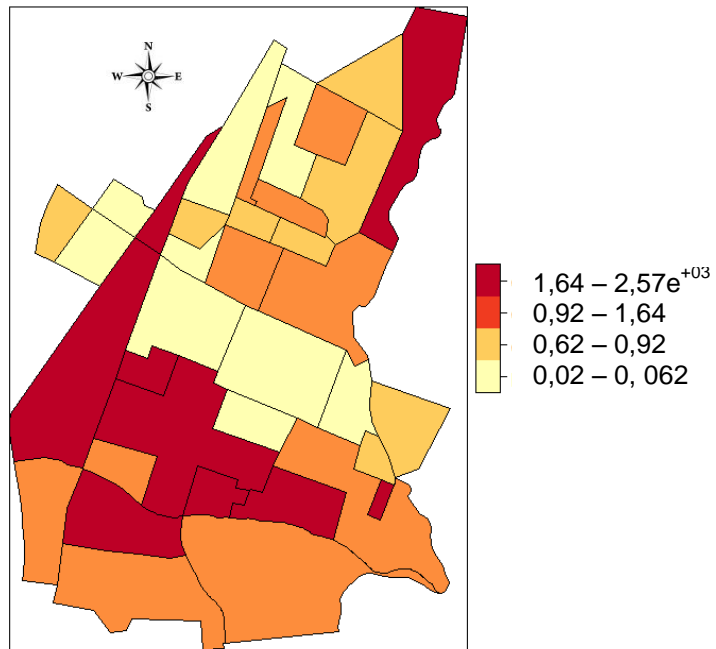 N
W E
S
1,64 – 2,57e+03
0,92 – 1,64
0,62 – 0,92
0,02 – 0, 062